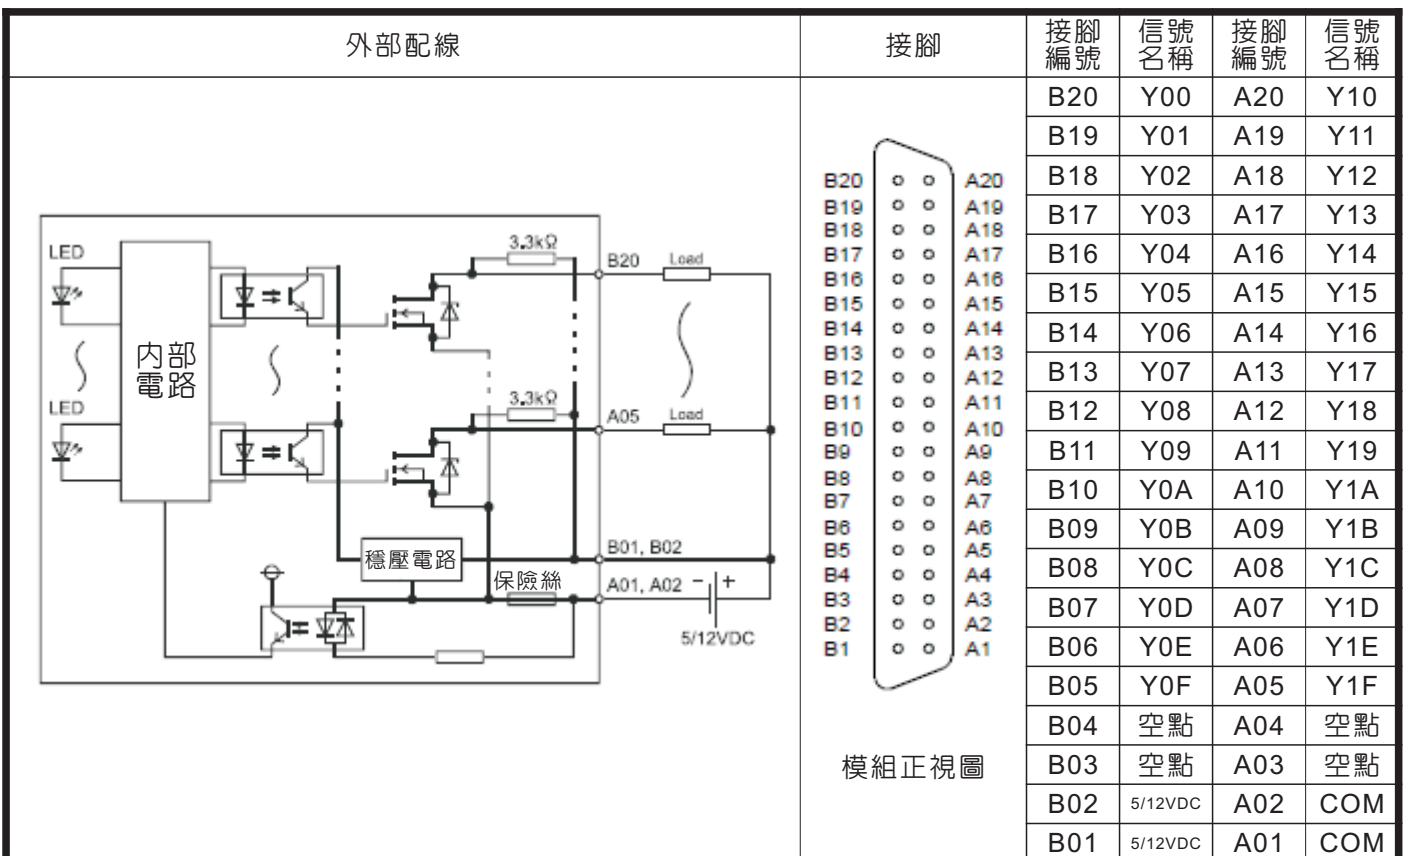 外部配線
接腳
接腳編號 信號名稱 接腳編號 信號名稱
B20 Y00 A20 Y10
B19 Y01 A19 Y11
B18 Y02 A18 Y12
B17 Y03 A17 Y13
B16 Y04 A16 Y14
B15 Y05 A15 Y15
B14 Y06 A14 Y16
B13 Y07 A13 Y17
B12 Y08 A12 Y18
B11 Y09 A11 Y19
B10 Y0A A10 Y1A
B09 Y0B A09 Y1B
B08 Y0C A08 Y1C
B07 Y0D A07 Y1D
B06 Y0E A06 Y1E
B05 Y0F A05 Y1F
B04 空點 A04 空點
B03 空點 A03 空點
B02 5/12VDC A02 COM
B01 5/12VDC A01 COM
LED
3.3kΩ
B20 Load
內部
電路
LED
3.3kΩ
A05 Load
穩壓電路
B01, B02
保險絲
A01, A02
- +
5/12VDC
B20 A20
B19 A19
B18 A18
B17 A17
B16 A16
B15 A15
B14 A14
B13 A13
B12 A12
B11 A11
B10 A10
B9 A9
B8 A8
B7 A7
B6 A6
B5 A5
B4 A4
B3 A3
B2 A2
B1 A1
模組正視圖